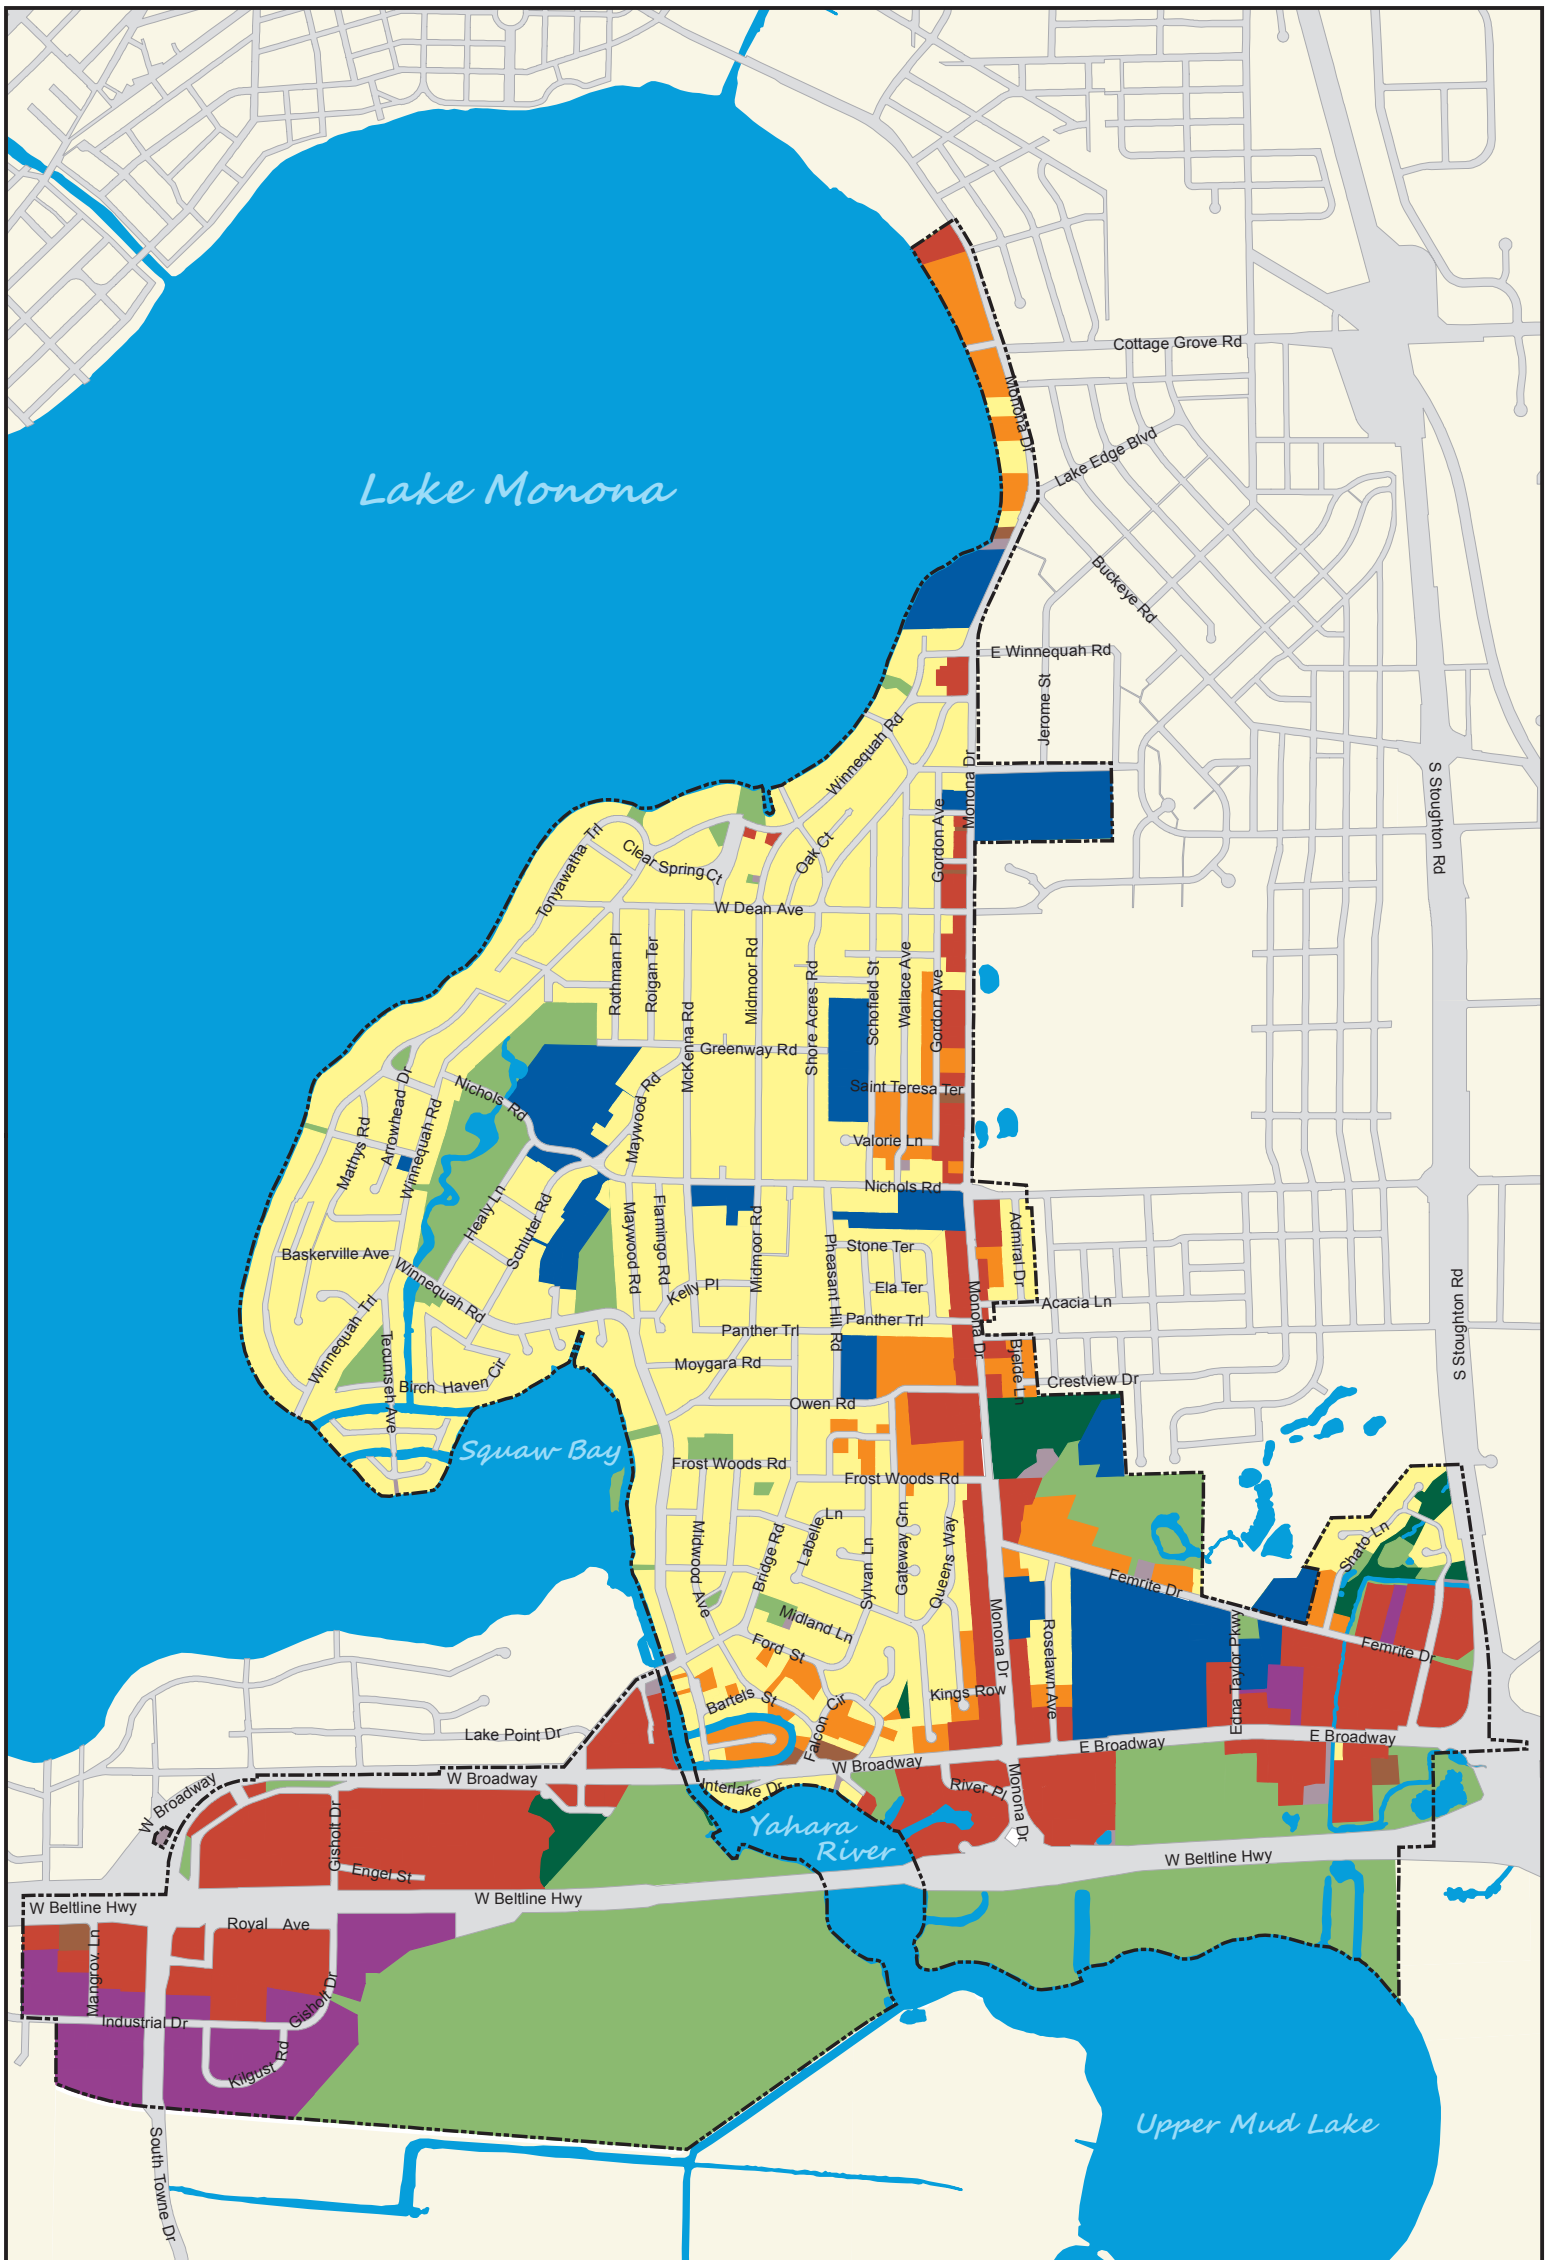 Cottage Grove Rd
Monona Dr
Lake Edge Blvd
Lake Monona
Buckeye Rd
E Winnequah Rd
Jerome St
Winnequah Rd
Monona Dr
S Stoughton Rd
Gordon Ave
Tonyawatha Trl
Clear Spring Ct
Oak Ct
W Dean Ave
Rothman Pl
Roigan Ter
Midmoor Rd
Shore Acres Rd
Schofield St
Wallace Ave
Gordon Ave
McKenna Rd
Greenway Rd
Nichols Rd
Maywood Rd
Saint Teresa Ter
Arrowhead Dr
Mathys Rd
Winnequah Rd
Valorie Ln
Nichols Rd
Healy Ln
Schluter Rd
Maywood Rd
Flamingo Rd
Midmoor Rd
Pheasant Hill Rd
Stone Ter
Admiral Dr
Baskerville Ave
Winnequah Rd
Kelly Pl
Ela Ter
Acacia Ln
Monona Dr
S Stoughton Rd
Winnequah Trl
Tecumseh Ave
Panther Trl
Panther Trl
Moygara Rd
Bjelde Ln
Crestview Dr
Birch Haven Cir
Owen Rd
Squaw Bay
Frost Woods Rd
Frost Woods Rd
Midwood Ave
Bridge Rd
Labelle Ln
Sylvan Ln
Gateway Grn
Queens Way
Shato Ln
Femrite Dr
Midland Ln
Ford St
Monona Dr
Roselawn Ave
Edna Taylor Pkwy
Femrite Dr
Bartels St
Falcon Cir
Kings Row
Lake Point Dr
E Broadway
E Broadway
W Broadway
W Broadway
W Broadway
Interlake Dr
River Pl
Monona Dr
Yahara
River
Gisholt Dr
Engel St
W Beltline Hwy
W Beltline Hwy
W Beltline Hwy
Royal Ave
Mangrov. Ln
Gisholt Dr
Industrial Dr
Kilgust Rd
Upper Mud Lake
South Towne Dr